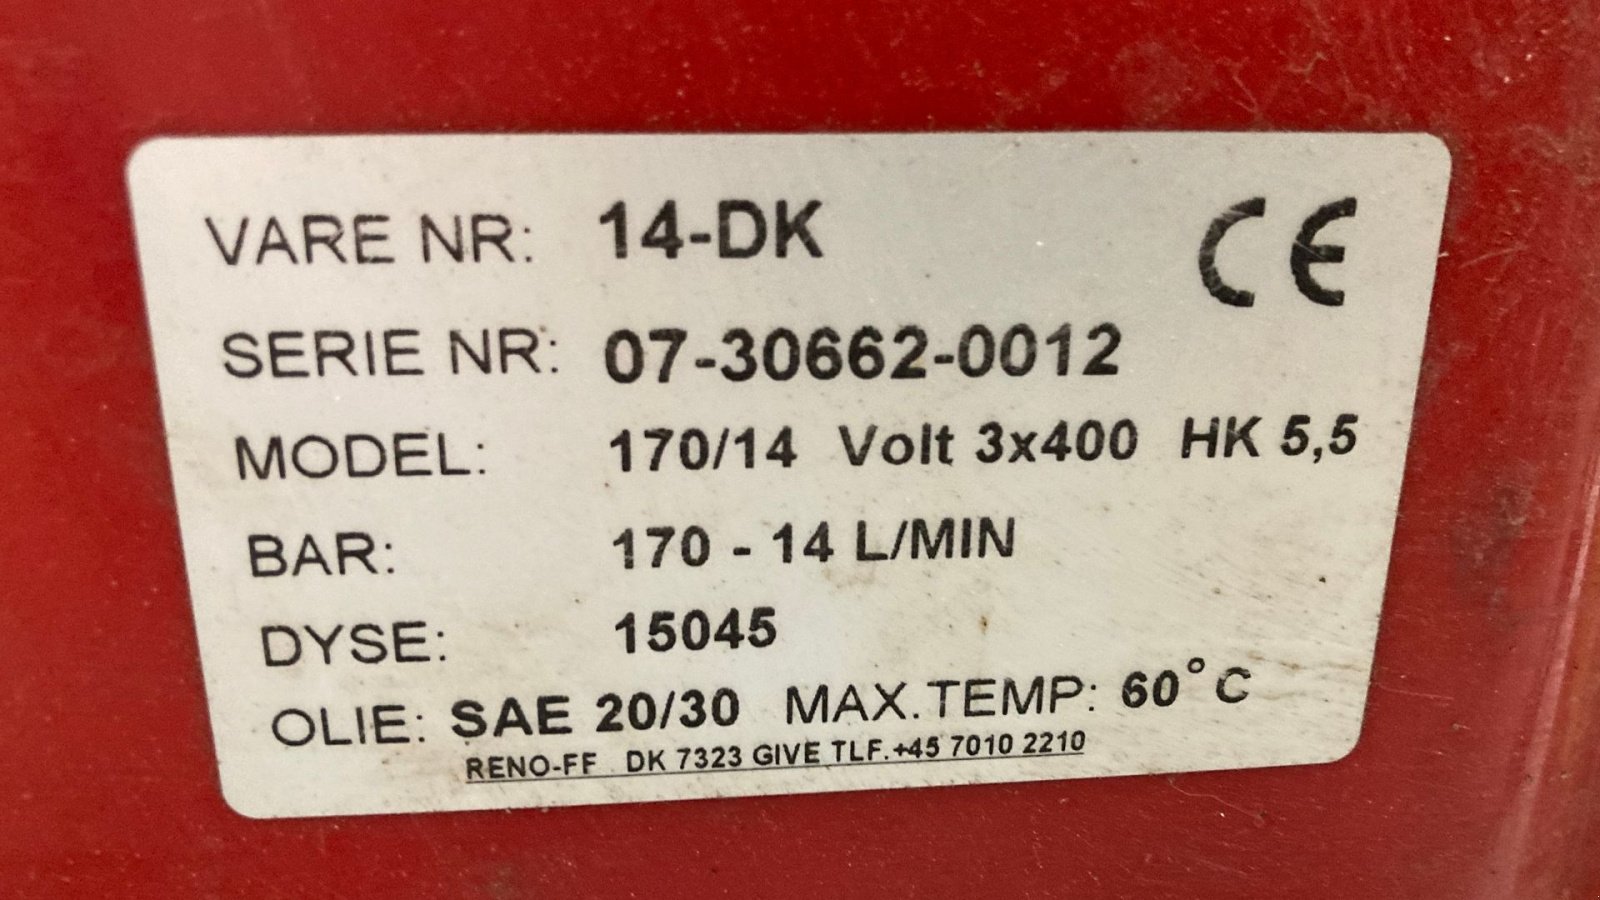 VARE NR: 14-DK CE
SERIE NR: 07-30662-0012
MODEL: 170/14 Volt 3x400 HK 5,5
BAR: 170 - 14 L/MIN
DYSE: 15045
OLIE: SAE 20/30 MAX.TEMP: 60° C
RENO-FF DK 7323 GIVE TLF.+45 7010 2210